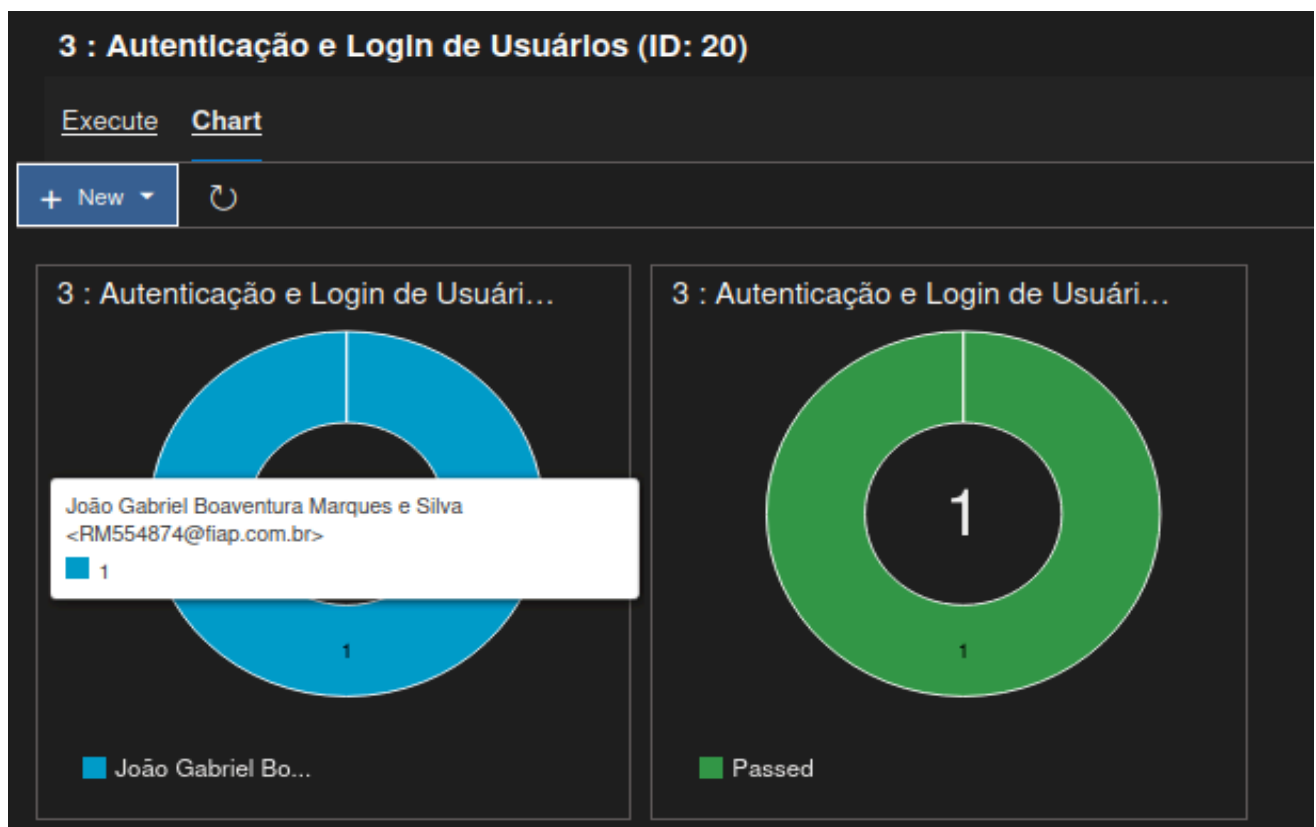 3 : Autenticação e Login de Usuários (ID: 20)
Execute Chart
+ New
3 : Autenticação e Login de Usuári...
João Gabriel Boaventura Marques e Silva
<RM554874@fiap.com.br>
1
1
João Gabriel Bo...
3 : Autenticação e Login de Usuári...
1
1
Passed